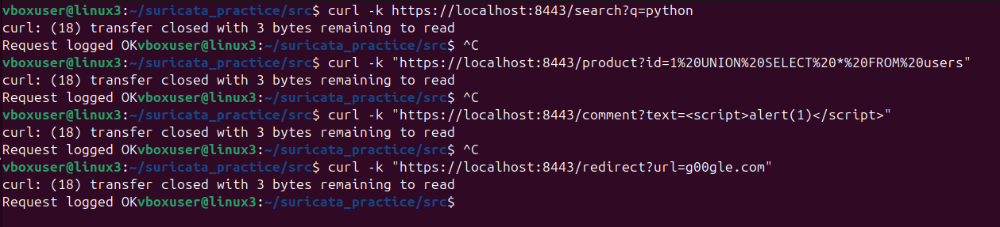 vboxuser@linux3:~/suricata_practice/src$ curl -k https://localhost:8443/search?q=python
curl: (18) transfer closed with 3 bytes remaining to read
Request logged OKvboxuser@linux3:~/suricata_practice/src$ ^C
vboxuser@linux3:~/suricata_practice/src$ curl -k "https://localhost:8443/product?id=1%20UNION%20SELECT%20*%20FROM%20users"
curl: (18) transfer closed with 3 bytes remaining to read
Request logged OKvboxuser@linux3:~/suricata_practice/src$ ^C
vboxuser@linux3:~/suricata_practice/src$ curl -k "https://localhost:8443/comment?text=<script>alert(1)</script>"
curl: (18) transfer closed with 3 bytes remaining to read
Request logged OKvboxuser@linux3:~/suricata_practice/src$ ^C
vboxuser@linux3:~/suricata_practice/src$ curl -k "https://localhost:8443/redirect?url=g00gle.com"
curl: (18) transfer closed with 3 bytes remaining to read
Request logged OKvboxuser@linux3:~/suricata_practice/src$